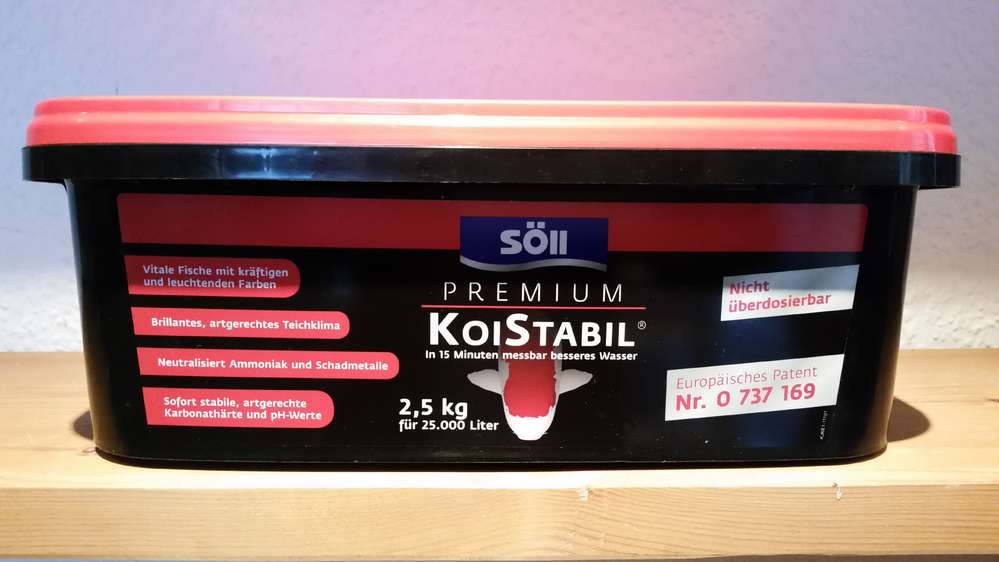 söll
PREMIUM
KOISTABIL®
In 15 Minuten messbar besseres Wasser
2,5 kg
für 25.000 Liter
Vitale Fische mit kräftigen
und leuchtenden Farben
Brillantes, artgerechtes Teichklima
Neutralisiert Ammoniak und Schadmetalle
Sofort stabile, artgerechte
Karbonathärte und pH-Werte
Nicht
überdosierbar
Europäisches Patent
Nr. 0 737 169